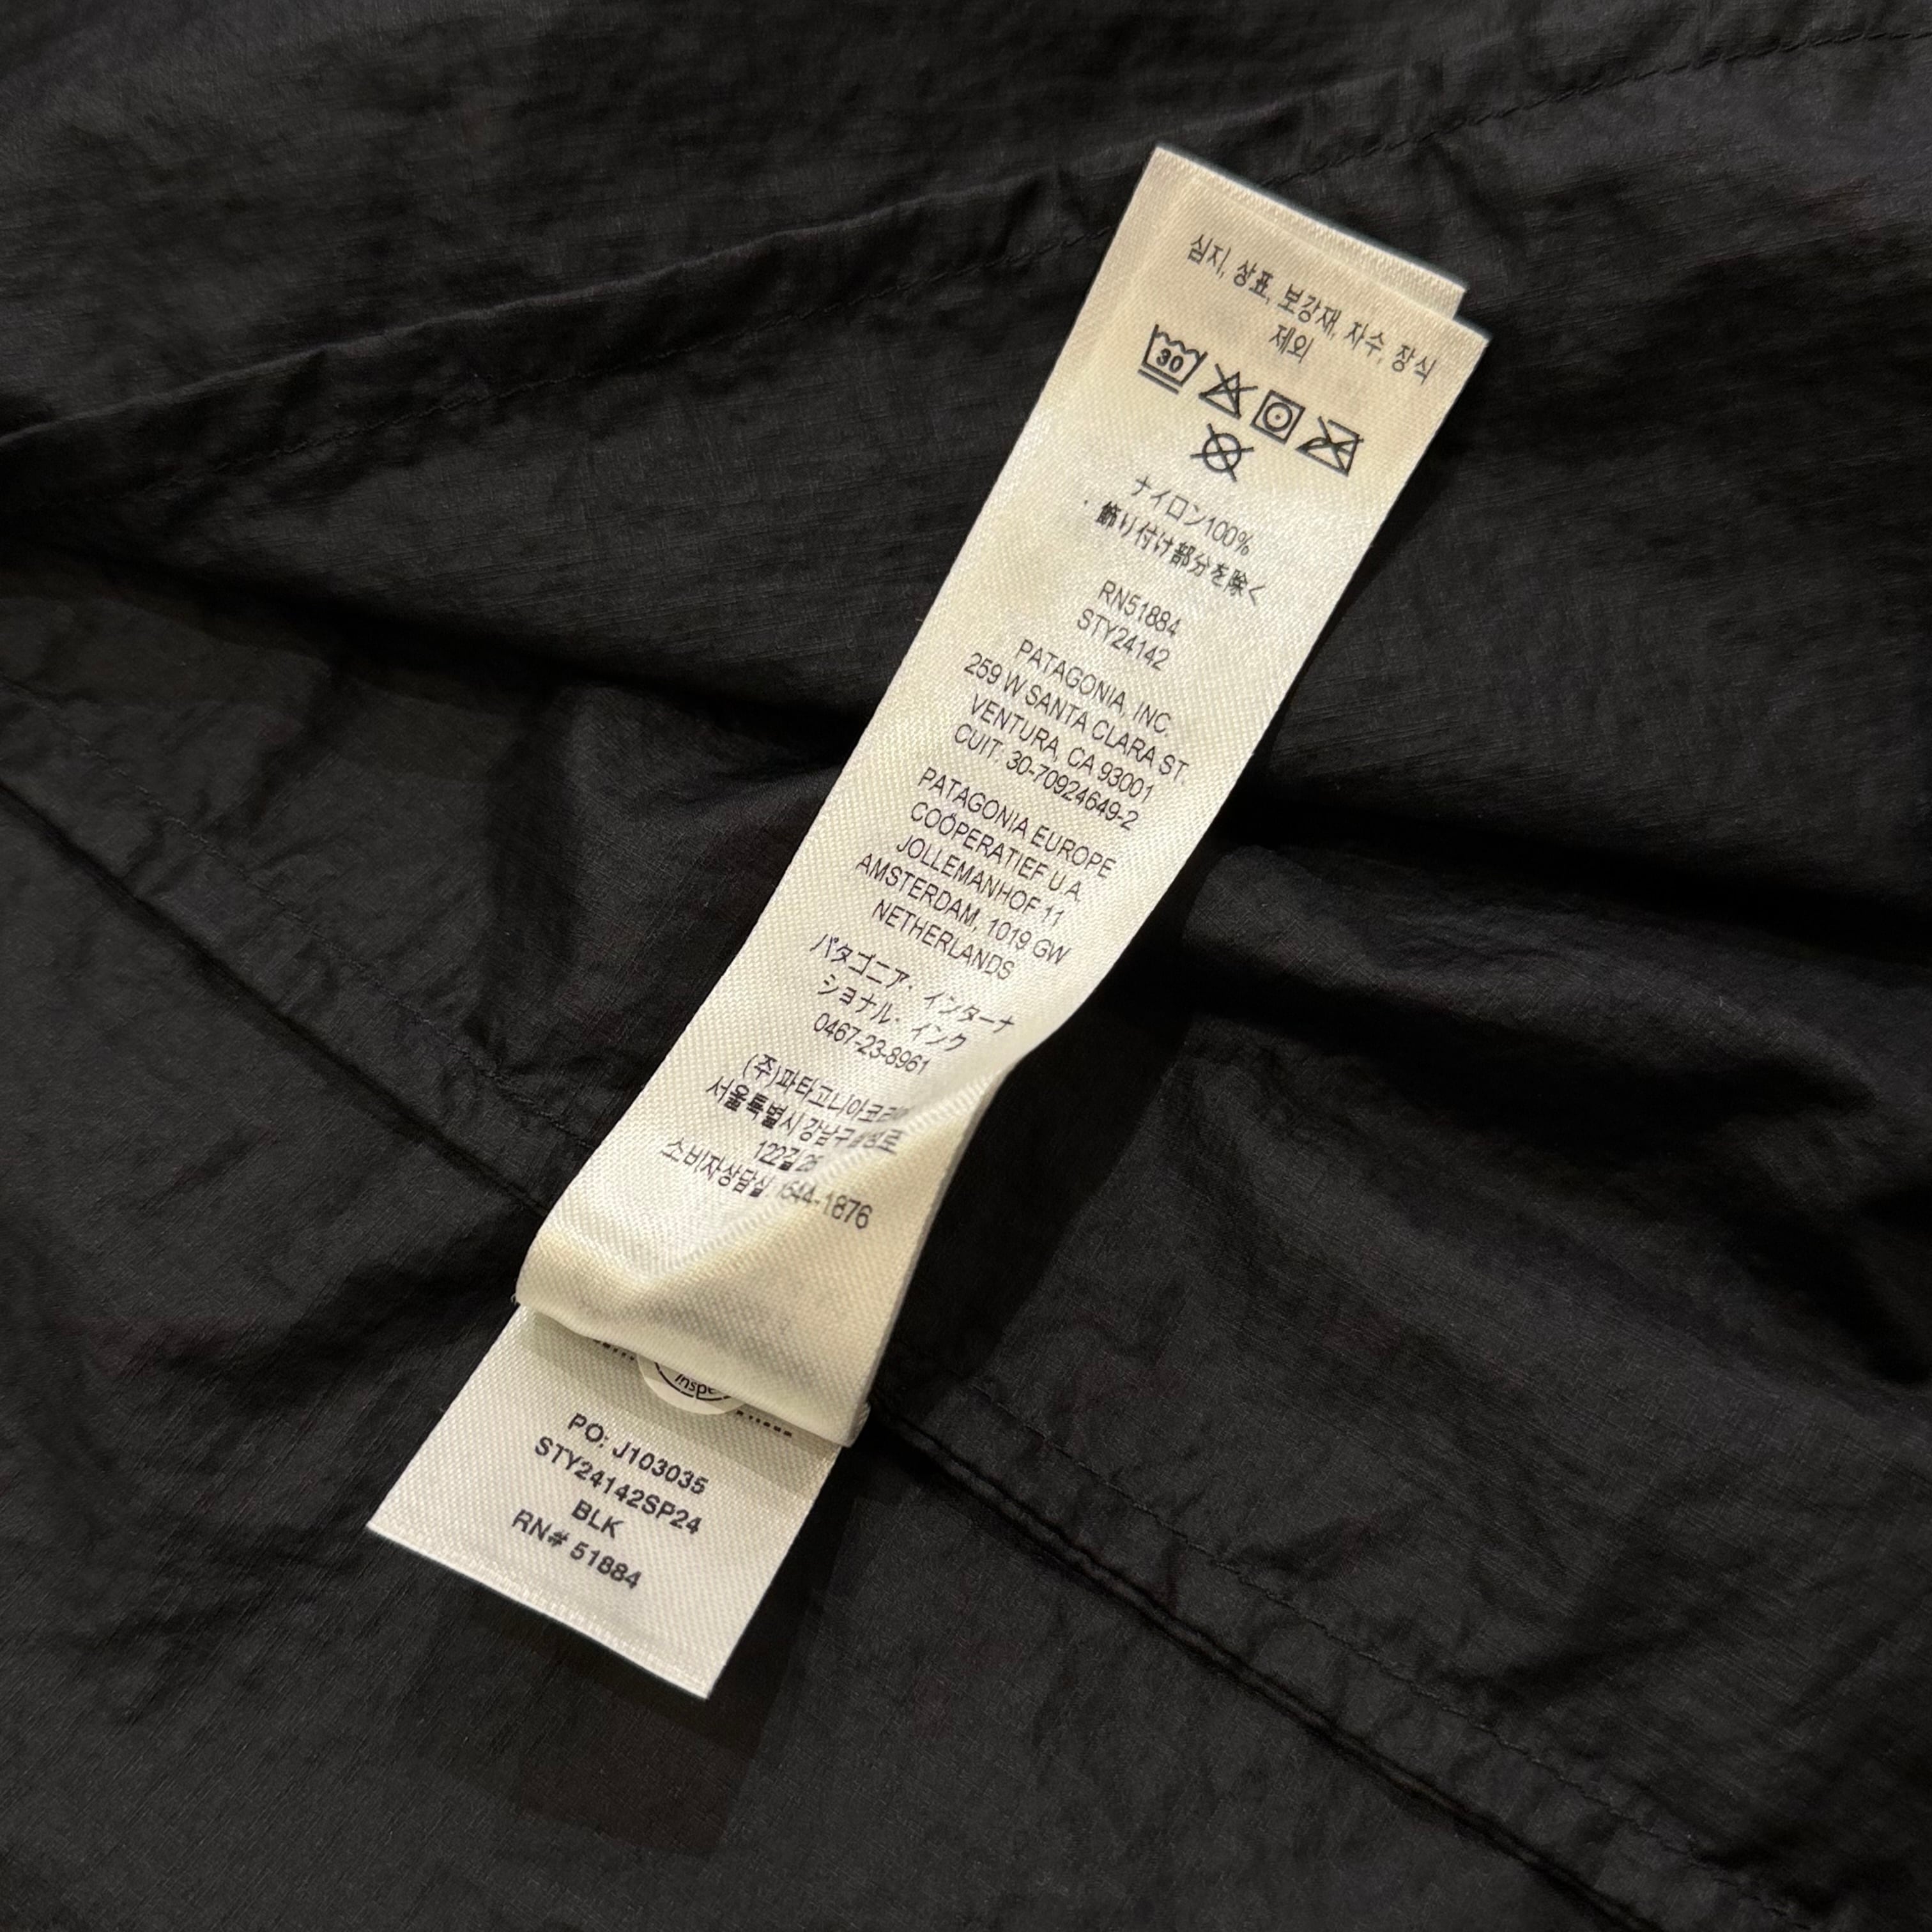 심지, 상표, 보강재, 자수, 장식
제외
30
ナイロン100%
・飾り付け部分を除く
RN51884
STY24142
PATAGONIA, INC.
259 W SANTA CLARA ST.
VENTURA, CA 93001
CUIT: 30-70924649-2
PATAGONIA EUROPE
COÖPERATIEF U.A.
JOLLEMANHOF 11
AMSTERDAM, 1019 GW
NETHERLANDS
パタゴニア・インターナ
ショナル・インク
0467-23-8961
(주)파타고니아코리아
서울특별시 강남구
122길
소비자상담실
PO: J103035
STY24142SP24
BLK
RN# 51884